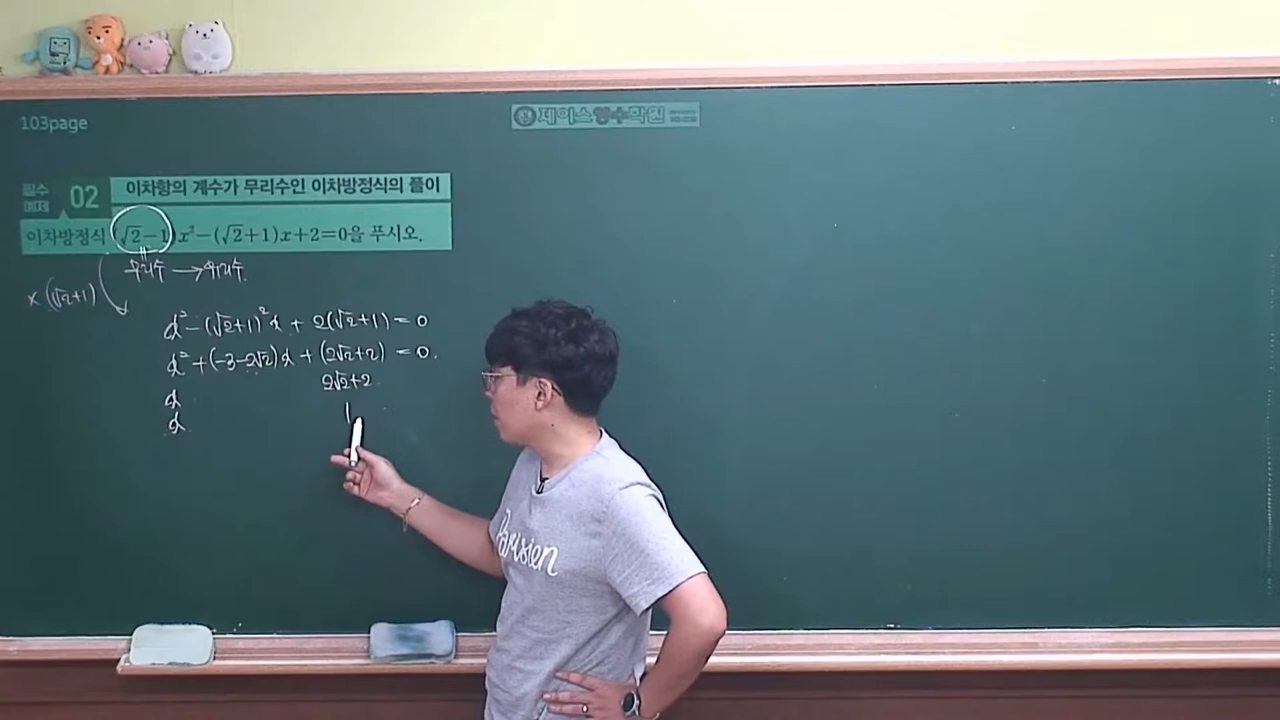 103page
제이스영수학원
필수
예제
02
이차항의 계수가 무리수인 이차방정식의 풀이
이차방정식 (√2−1)x²−(√2+1)x+2=0을 푸시오.
무리수 → 유리수.
×(√2+1)
x²−(√2+1)²x + 2(√2+1) = 0
x²+(−3−2√2)x + (2√2+2) = 0.
x 2√2+2
x 1
Parisien